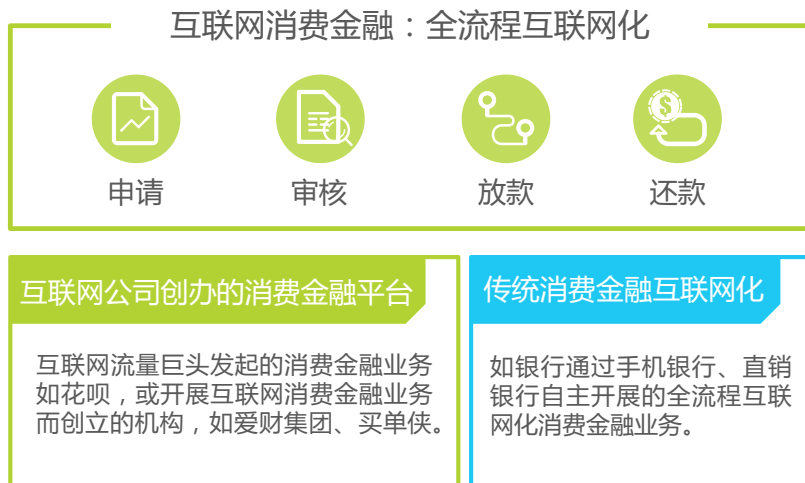 互联网消费金融：全流程互联网化
申请
审核
放款
还款
互联网公司创办的消费金融平台
互联网流量巨头发起的消费金融业务
如花呗，或开展互联网消费金融业务
而创立的机构，如爱财集团、买单侠。
传统消费金融互联网化
如银行通过手机银行、直销
银行自主开展的全流程互联
网化消费金融业务。